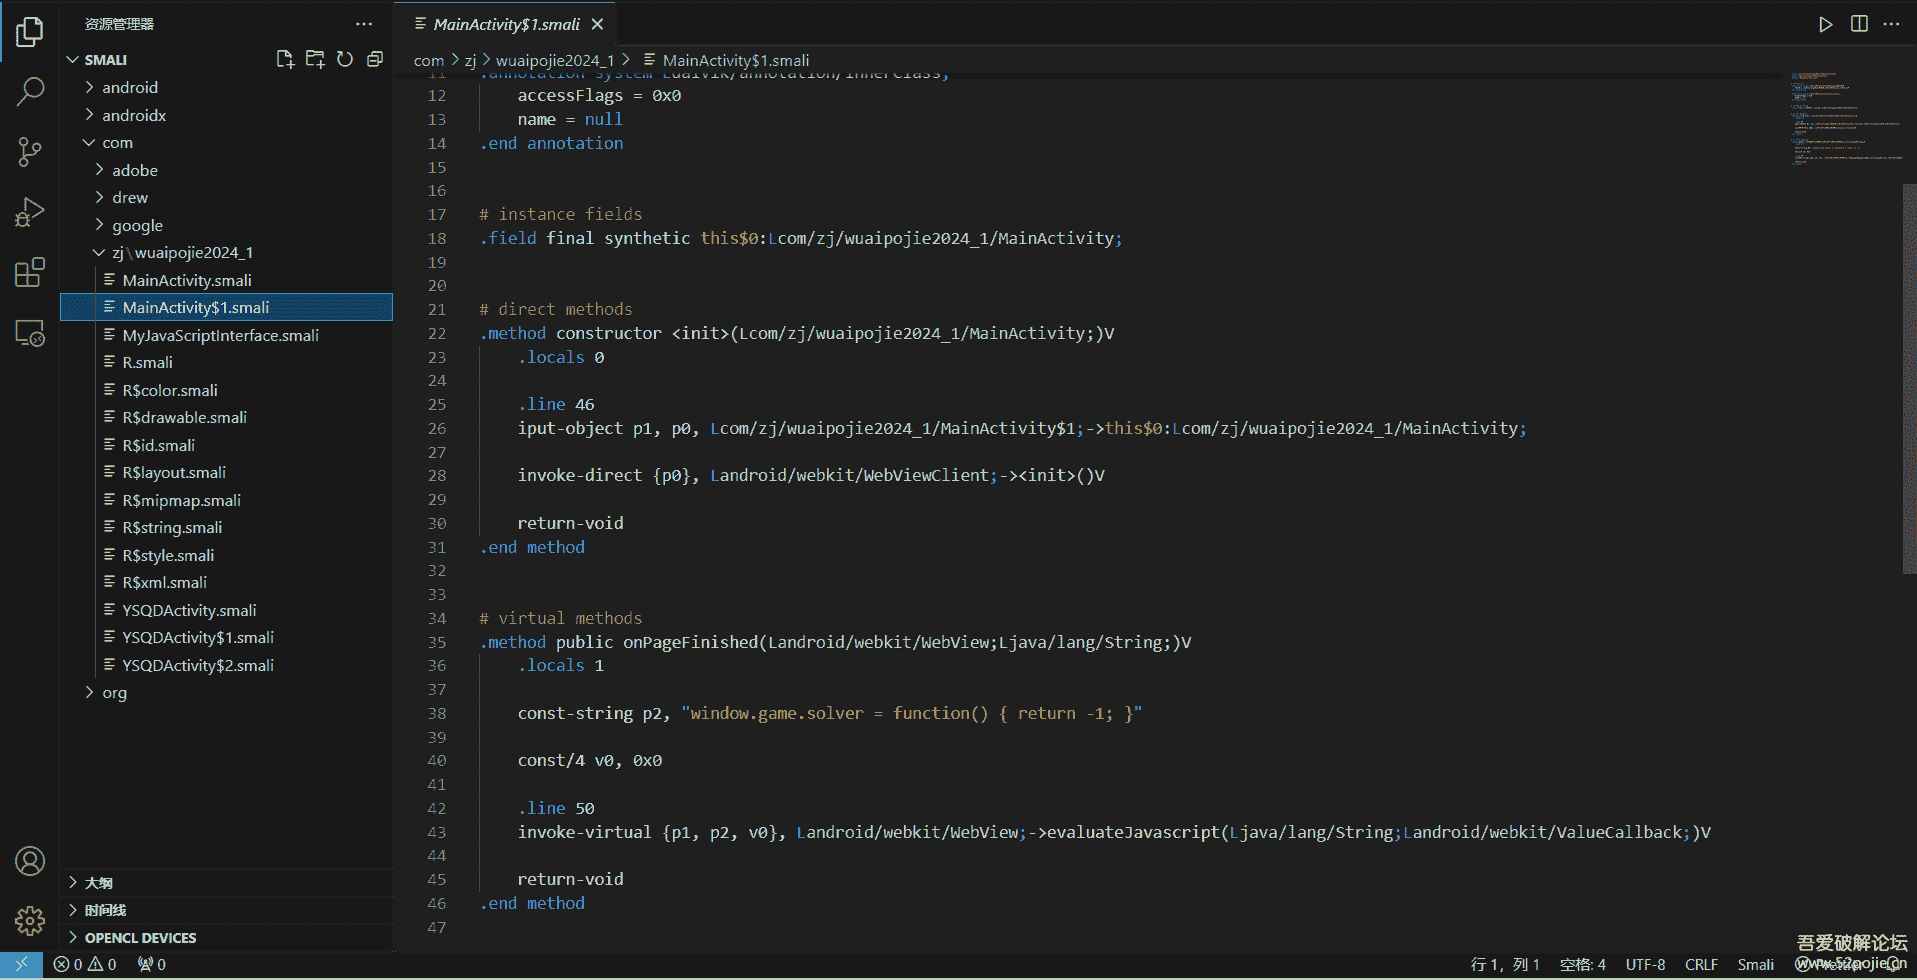 资源管理器
SMALI
android
androidx
com
adobe
drew
google
zj\wuaipojie2024_1
MainActivity.smali
MainActivity$1.smali
MyJavaScriptInterface.smali
R.smali
R$color.smali
R$drawable.smali
R$id.smali
R$layout.smali
R$mipmap.smali
R$string.smali
R$style.smali
R$xml.smali
YSQDActivity.smali
YSQDActivity$1.smali
YSQDActivity$2.smali
org
大纲
时间线
OPENCL DEVICES
MainActivity$1.smali
com > zj > wuaipojie2024_1 > MainActivity$1.smali
11 .annotation system Ldalvik/annotation/InnerClass;
12 accessFlags = 0x0
13 name = null
14 .end annotation
15
16
17 # instance fields
18 .field final synthetic this$0:Lcom/zj/wuaipojie2024_1/MainActivity;
19
20
21 # direct methods
22 .method constructor <init>(Lcom/zj/wuaipojie2024_1/MainActivity;)V
23 .locals 0
24
25 .line 46
26 iput-object p1, p0, Lcom/zj/wuaipojie2024_1/MainActivity$1;->this$0:Lcom/zj/wuaipojie2024_1/MainActivity;
27
28 invoke-direct {p0}, Landroid/webkit/WebViewClient;-><init>()V
29
30 return-void
31 .end method
32
33
34 # virtual methods
35 .method public onPageFinished(Landroid/webkit/WebView;Ljava/lang/String;)V
36 .locals 1
37
38 const-string p2, "window.game.solver = function() { return -1; }"
39
40 const/4 v0, 0x0
41
42 .line 50
43 invoke-virtual {p1, p2, v0}, Landroid/webkit/WebView;->evaluateJavascript(Ljava/lang/String;Landroid/webkit/ValueCallback;)V
44
45 return-void
46 .end method
47
0 0 0
行 1，列 1 空格: 4 UTF-8 CRLF Smali
吾爱破解论坛
www.52pojie.cn